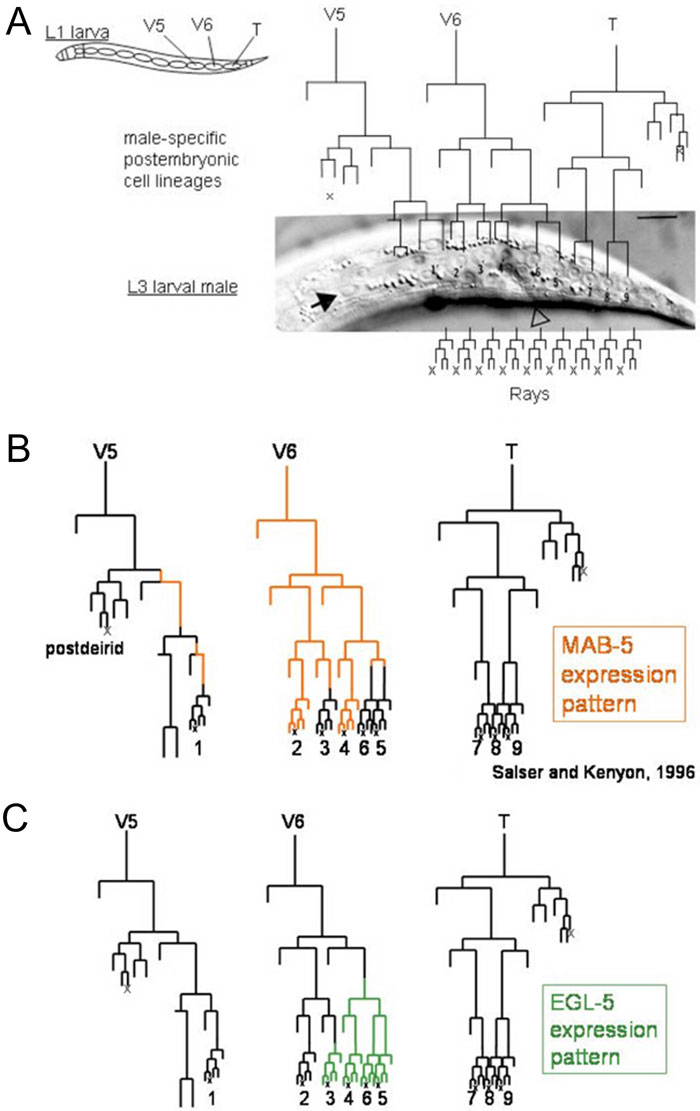 A
L1 larva
V5
V6
T
V5
V6
T
male-specific
postembryonic
cell lineages
x
x
L3 larval male
1 2 3 4 6 5 7 8 9
x x x x x x x x x
Rays
B
V5
V6
T
x
x
postdeirid
1
2 3 4 6 5
7 8 9
MAB-5
expression
pattern
Salser and Kenyon, 1996
C
V5
V6
T
x
x
1
2 3 4 6 5
7 8 9
EGL-5
expression
pattern